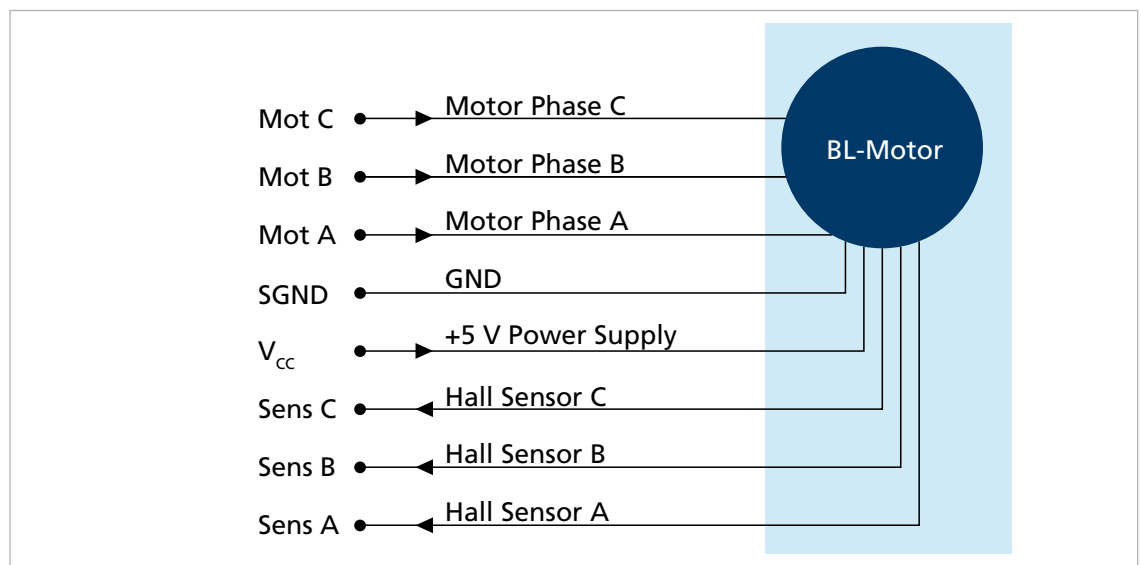 Mot C Motor Phase C
BL-Motor
Mot B Motor Phase B
Mot A Motor Phase A
SGND GND
Vcc +5 V Power Supply
Sens C Hall Sensor C
Sens B Hall Sensor B
Sens A Hall Sensor A